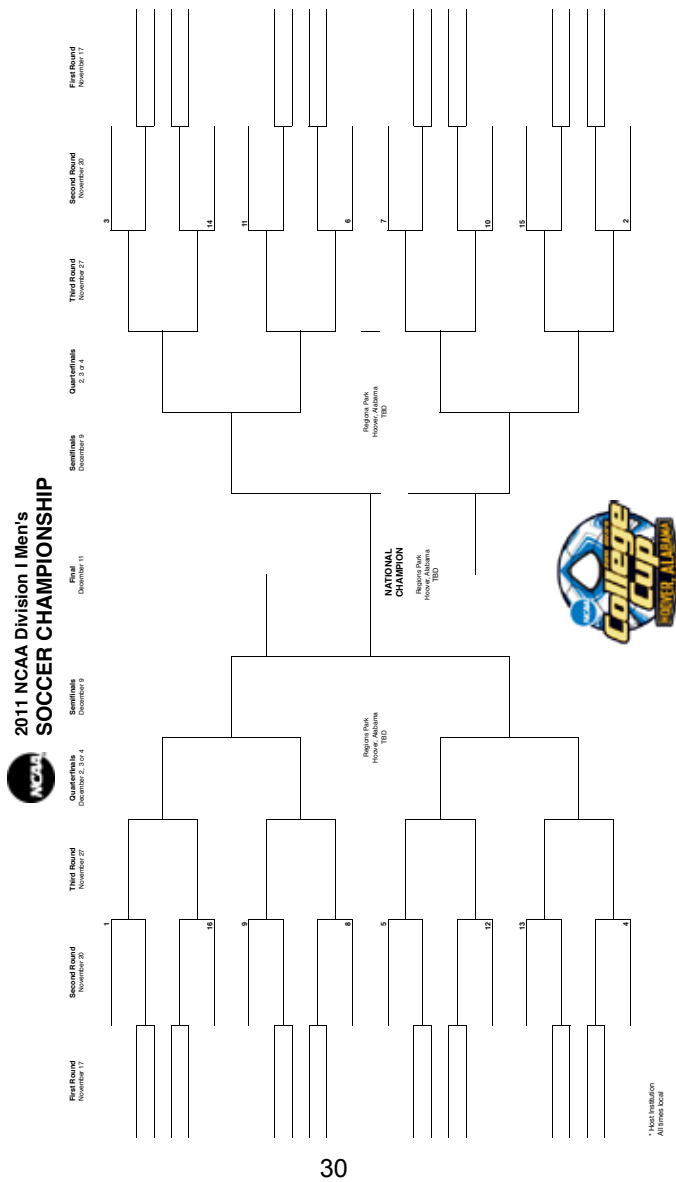 2011 NCAA Division I Men's
SOCCER CHAMPIONSHIP
NCAA
First Round
November 17
Second Round
November 20
Third Round
November 27
Quarterfinals
December 2, 3 or 4
Semifinals
December 9
Final
December 11
Semifinals
December 9
Quarterfinals
2, 3 or 4
Third Round
November 27
Second Round
November 20
First Round
November 17
1
16
9
8
5
12
13
4
3
14
11
6
7
10
15
2
Regions Park
Hoover, Alabama
TBD
NATIONAL
CHAMPION
Regions Park
Hoover, Alabama
TBD
Regions Park
Hoover, Alabama
TBD
NCAA
College
Cup
HOOVER, ALABAMA
* Host Institution
All times local
30